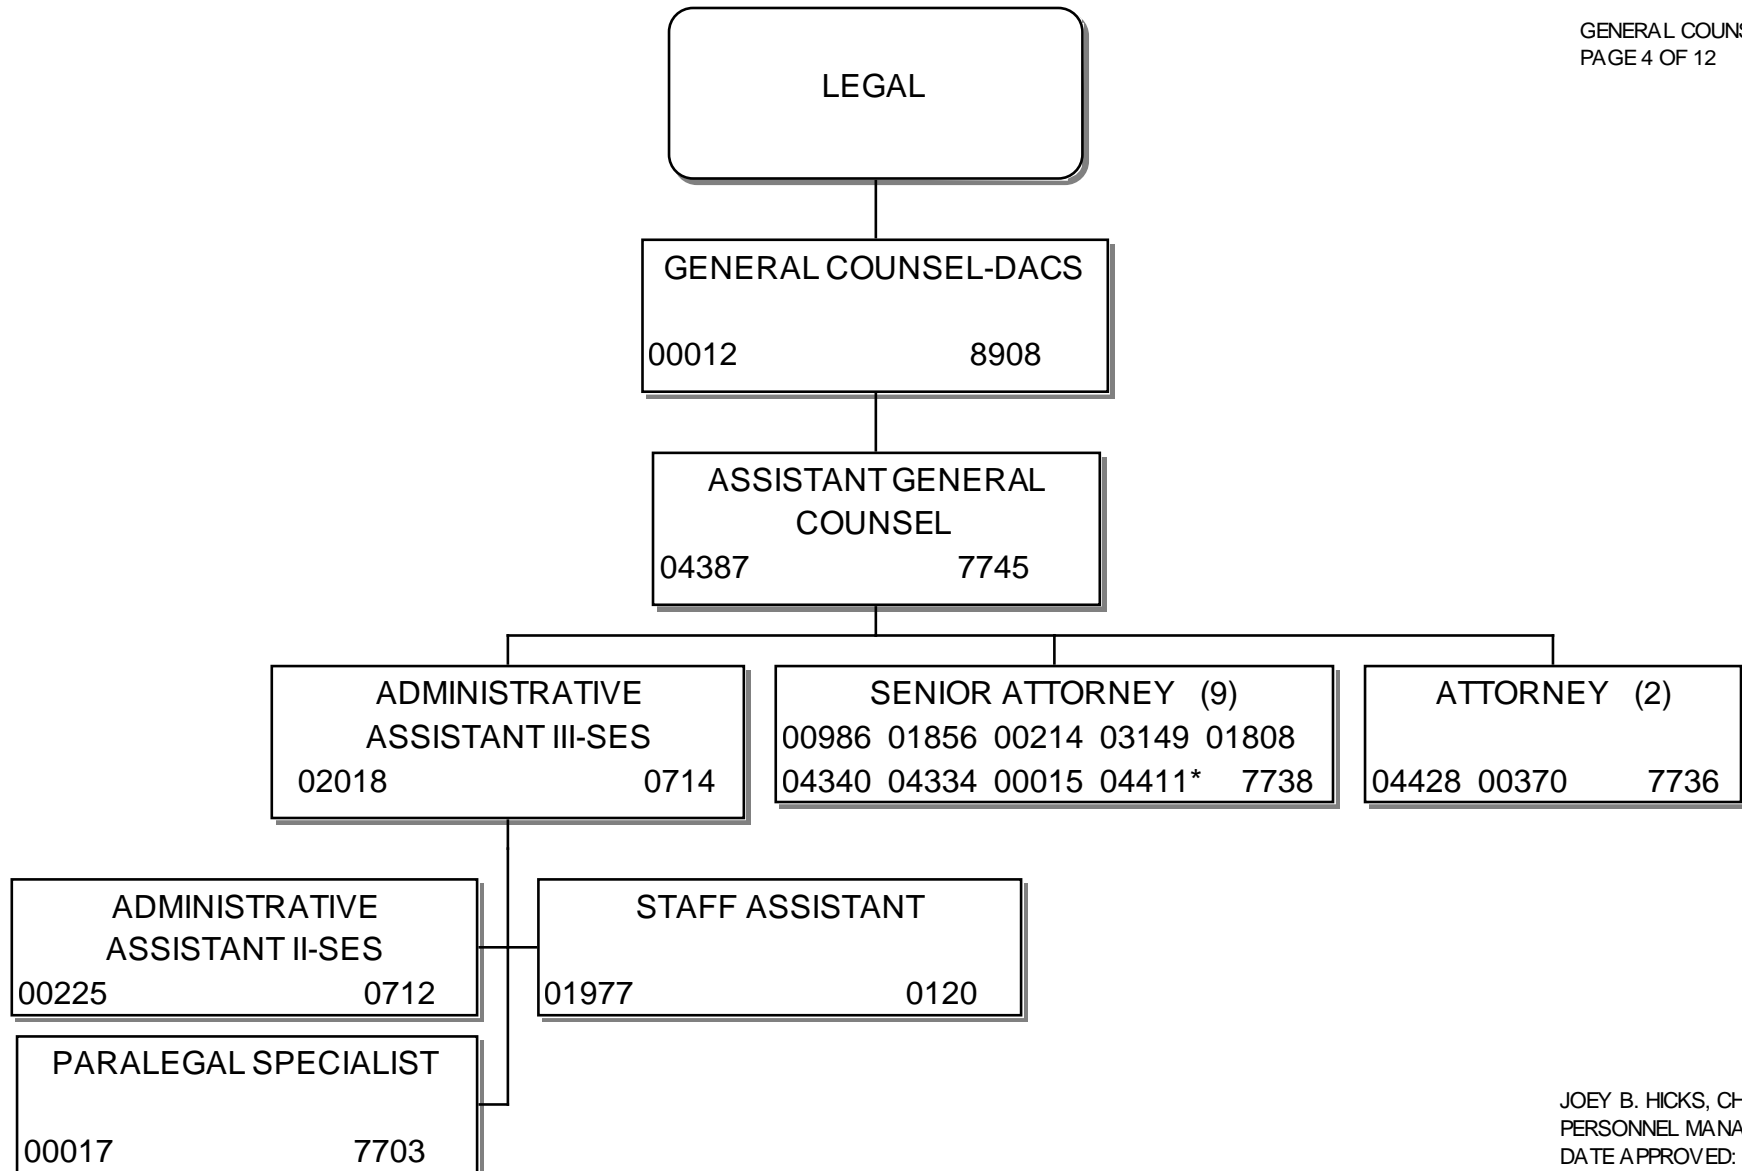 GENERAL COUNS
PAGE 4 OF 12
LEGAL
GENERAL COUNSEL-DACS
00012 8908
ASSISTANT GENERAL
COUNSEL
04387 7745
ADMINISTRATIVE
ASSISTANT III-SES
02018 0714
SENIOR ATTORNEY (9)
00986 01856 00214 03149 01808
04340 04334 00015 04411* 7738
ATTORNEY (2)
04428 00370 7736
ADMINISTRATIVE
ASSISTANT II-SES
00225 0712
STAFF ASSISTANT
01977 0120
PARALEGAL SPECIALIST
00017 7703
JOEY B. HICKS, CH
PERSONNEL MANA
DATE APPROVED: